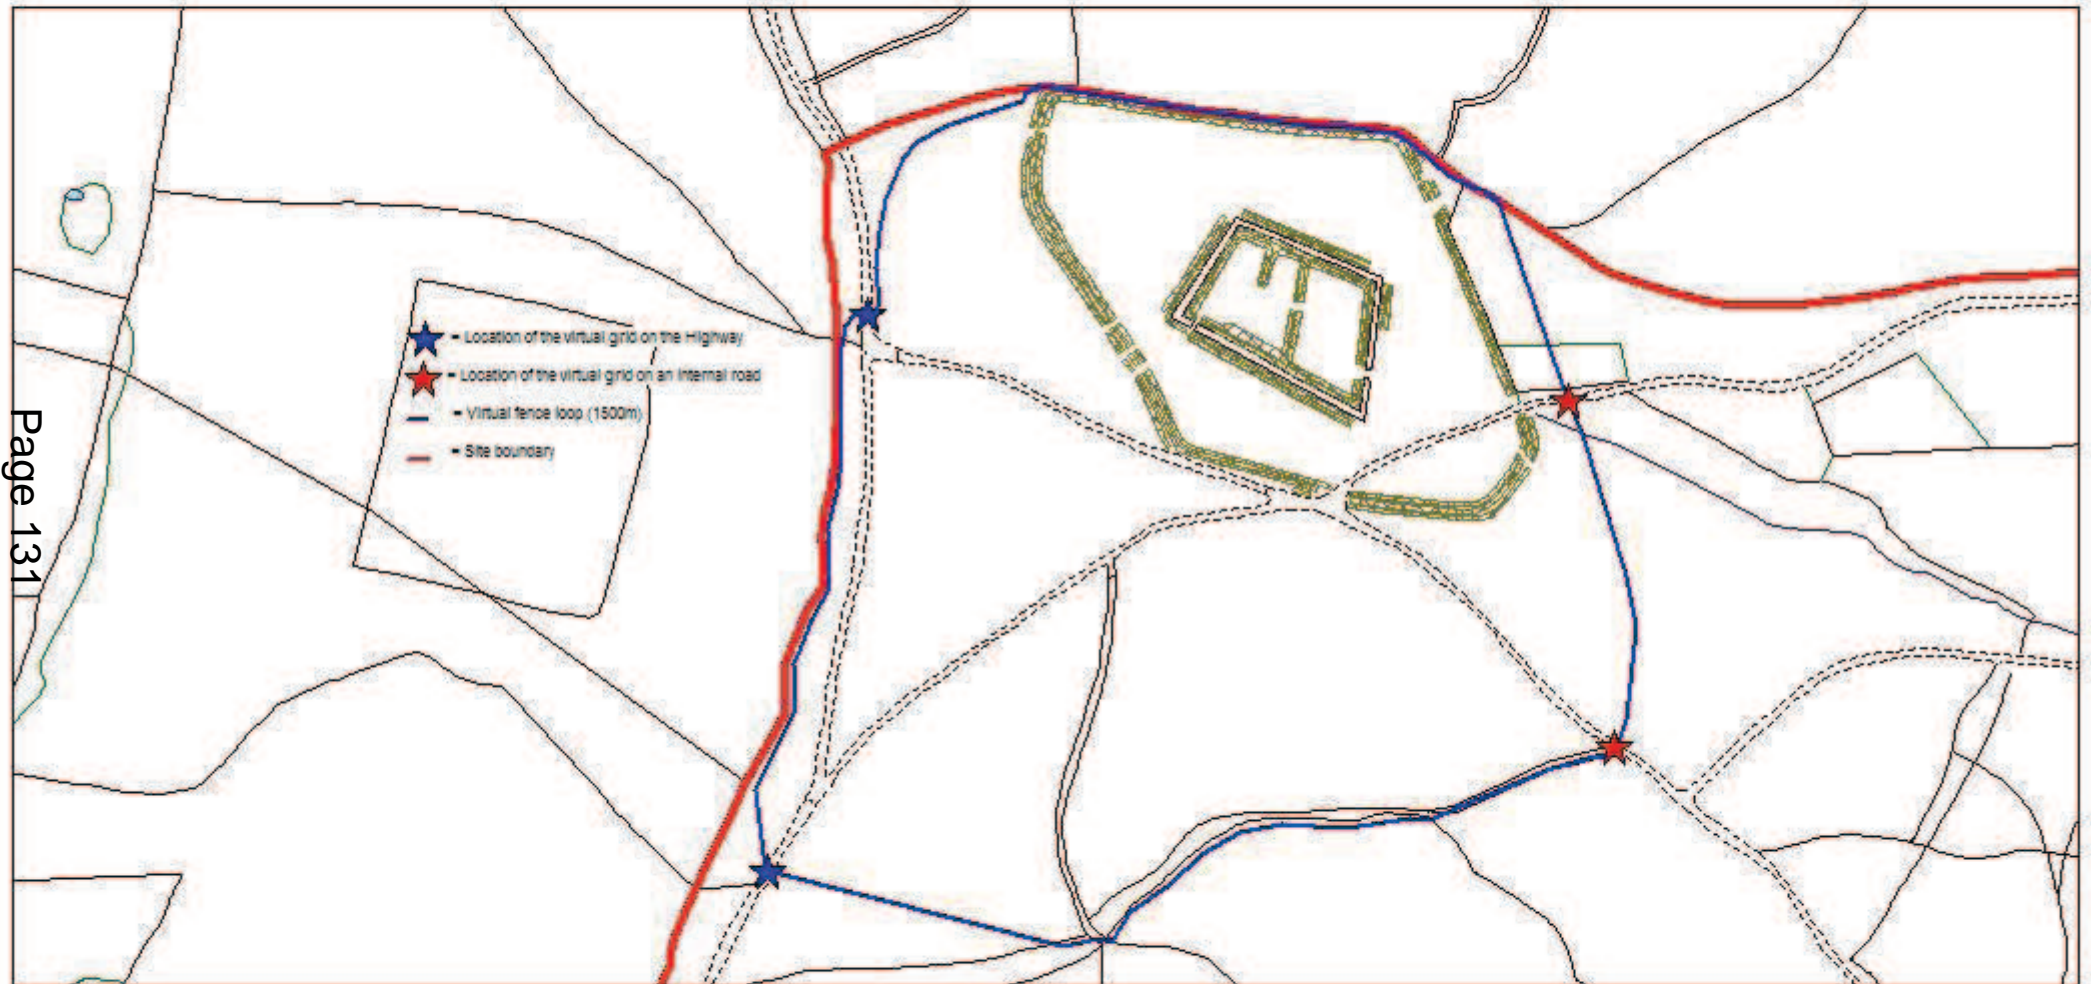 = Location of the virtual grid on the Highway
= Location of the virtual grid on an internal road
= Virtual fence loop (1500m)
= Site boundary
Page 131